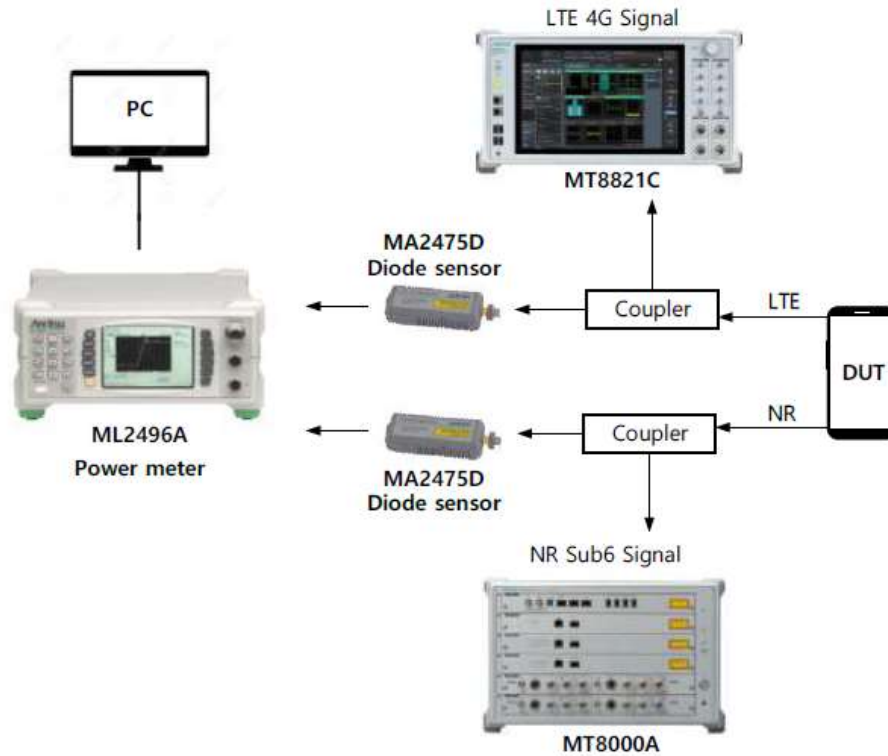 LTE 4G Signal
PC
MT8821C
MA2475D
Diode sensor
Coupler
LTE
Anritsu
DUT
ML2496A
Power meter
Coupler
NR
MA2475D
Diode sensor
NR Sub6 Signal
MT8000A